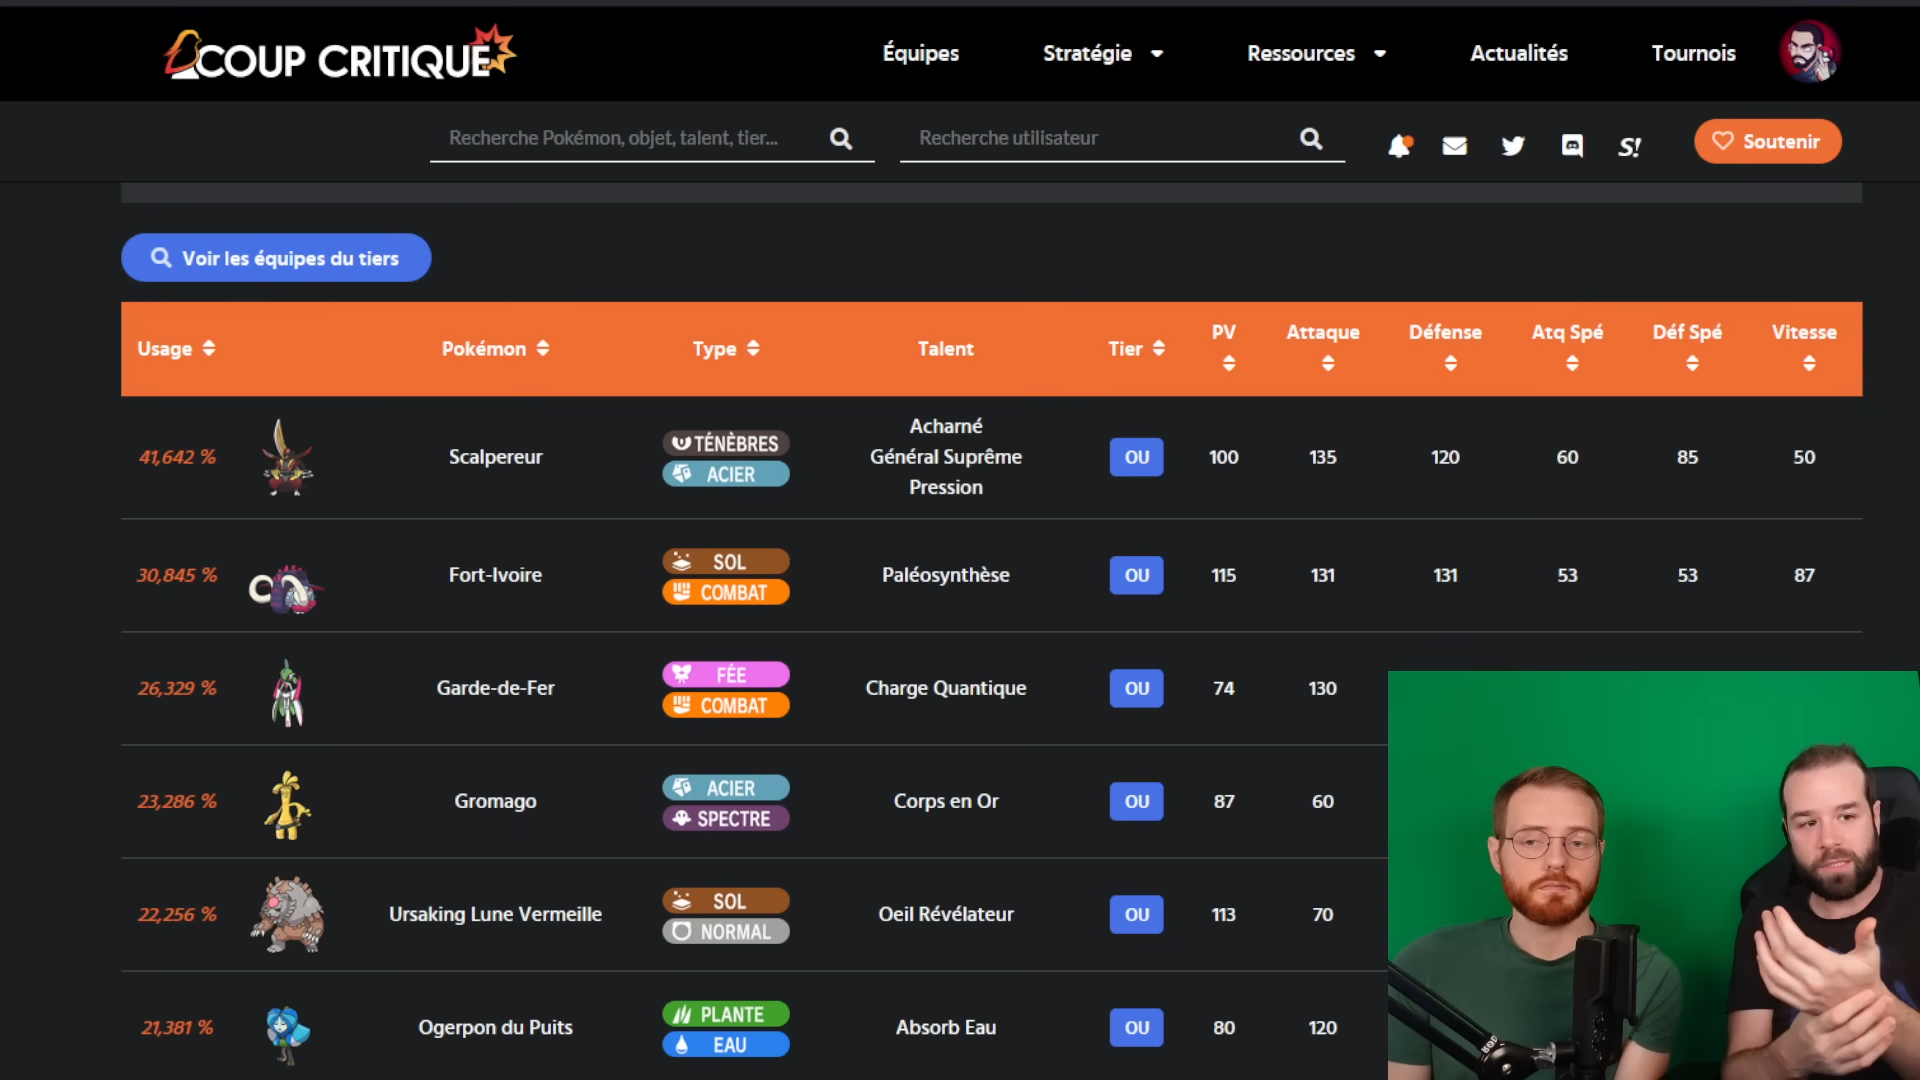 COUP CRITIQUE
Équipes
Stratégie
Ressources
Actualités
Tournois
Recherche Pokémon, objet, talent, tier...
Recherche utilisateur
S!
Soutenir
Voir les équipes du tiers
Usage Pokémon Type Talent Tier PV Attaque Défense Atq Spé Déf Spé Vitesse
41,642 % Scalpereur TÉNÈBRES ACIER Acharné Général Suprême Pression OU 100 135 120 60 85 50
30,845 % Fort-Ivoire SOL COMBAT Paléosynthèse OU 115 131 131 53 53 87
26,329 % Garde-de-Fer FÉE COMBAT Charge Quantique OU 74 130
23,286 % Gromago ACIER SPECTRE Corps en Or OU 87 60
22,256 % Ursaking Lune Vermeille SOL NORMAL Oeil Révélateur OU 113 70
21,381 % Ogerpon du Puits PLANTE EAU Absorb Eau OU 80 120